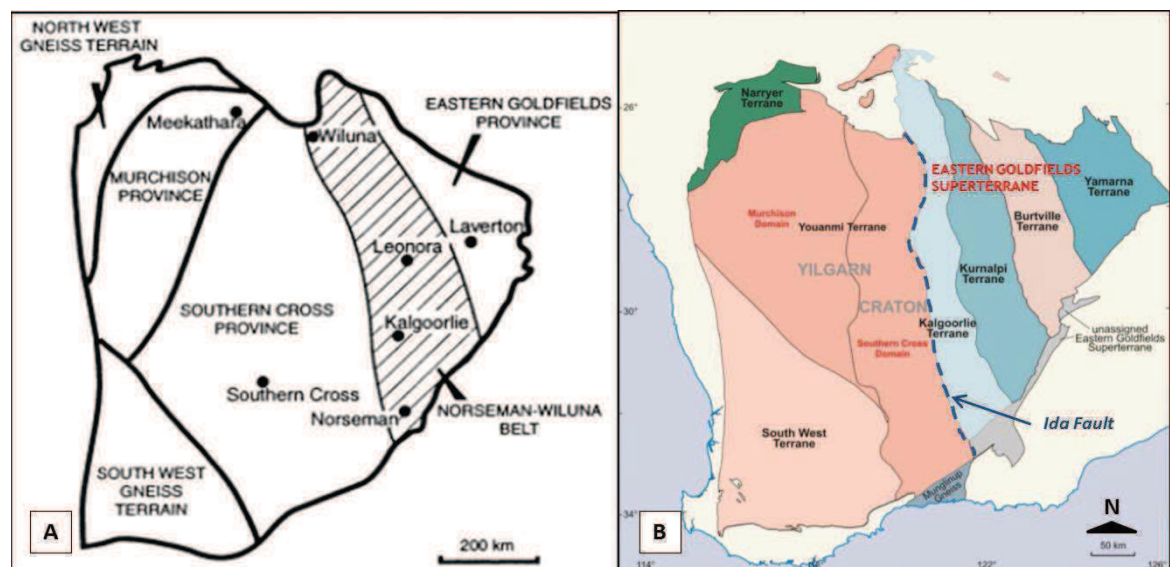 NORTH WEST
GNEISS TERRAIN
Meekathara
MURCHISON
PROVINCE
Wiluna
EASTERN GOLDFIELDS
PROVINCE
Laverton
Leonora
SOUTHERN CROSS
PROVINCE
Kalgoorlie
Southern Cross
Norseman
NORSEMAN-WILUNA
BELT
SOUTH WEST
GNEISS
TERRAIN
A
200 km
26°
Narryer
Terrane
EASTERN GOLDFIELDS
SUPERTERRANE
Yamarna
Terrane
Murchison
Domain
Youanmi Terrane
Burtville
Terrane
YILGARN
Kurnalpi
Terrane
30°
CRATON
Kalgoorlie
Terrane
unassigned
Eastern Goldfields
Superterrane
Southern Cross
Domain
Ida Fault
South West
Terrane
Munglinup
Gneiss
34°
B
N
50 km
114°
122°
126°